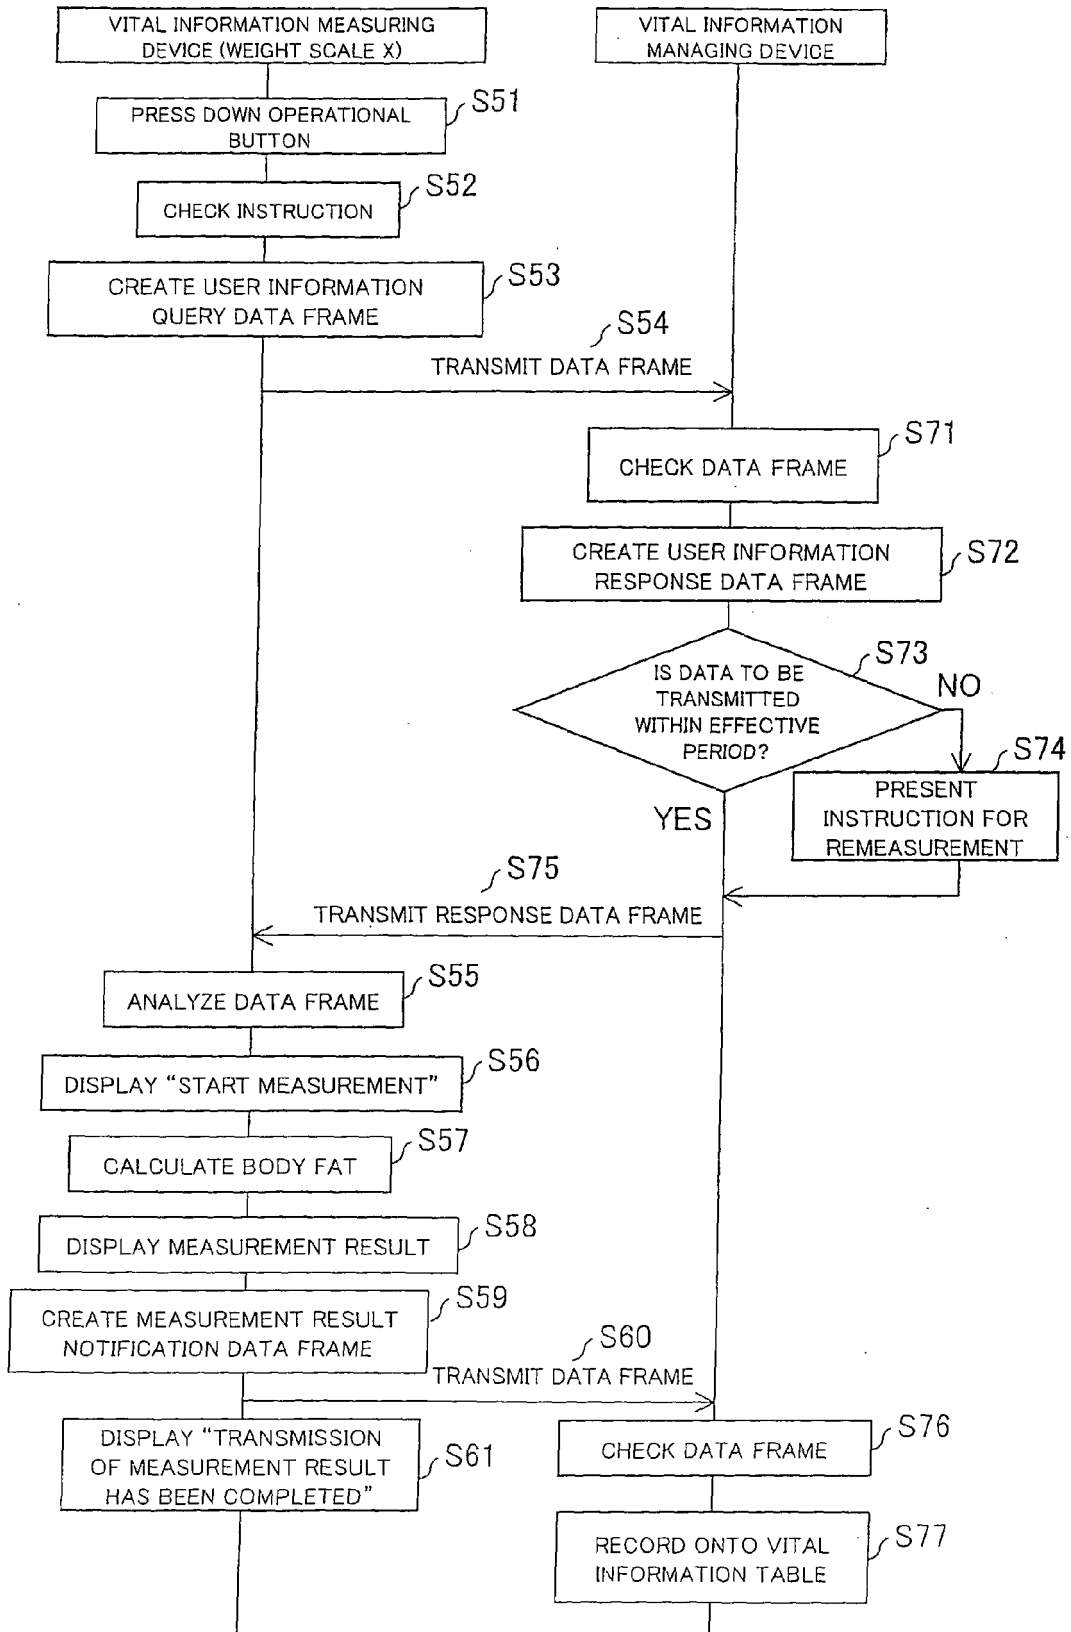 VITAL INFORMATION MEASURING
DEVICE (WEIGHT SCALE X)
VITAL INFORMATION
MANAGING DEVICE
S51
PRESS DOWN OPERATIONAL
BUTTON
S52
CHECK INSTRUCTION
S53
CREATE USER INFORMATION
QUERY DATA FRAME
S54
TRANSMIT DATA FRAME
S71
CHECK DATA FRAME
S72
CREATE USER INFORMATION
RESPONSE DATA FRAME
S73
IS DATA TO BE
TRANSMITTED
WITHIN EFFECTIVE
PERIOD?
NO
S74
PRESENT
INSTRUCTION FOR
REMEASUREMENT
YES
S75
TRANSMIT RESPONSE DATA FRAME
S55
ANALYZE DATA FRAME
S56
DISPLAY “START MEASUREMENT”
S57
CALCULATE BODY FAT
S58
DISPLAY MEASUREMENT RESULT
S59
CREATE MEASUREMENT RESULT
NOTIFICATION DATA FRAME
S60
TRANSMIT DATA FRAME
DISPLAY “TRANSMISSION
OF MEASUREMENT RESULT
HAS BEEN COMPLETED”
S61
S76
CHECK DATA FRAME
S77
RECORD ONTO VITAL
INFORMATION TABLE